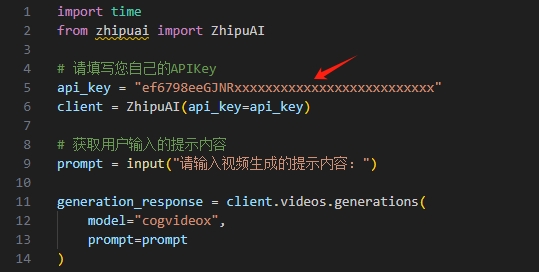 1 import time
2 from zhipuai import ZhipuAI
3
4 # 请填写您自己的APIKey
5 api_key = "ef6798eeGJNRxxxxxxxxxxxxxxxxxxxxxxxxxx"
6 client = ZhipuAI(api_key=api_key)
7
8 # 获取用户输入的提示内容
9 prompt = input("请输入视频生成的提示内容: ")
10
11 generation_response = client.videos.generations(
12     model="cogvideox",
13     prompt=prompt
14 )